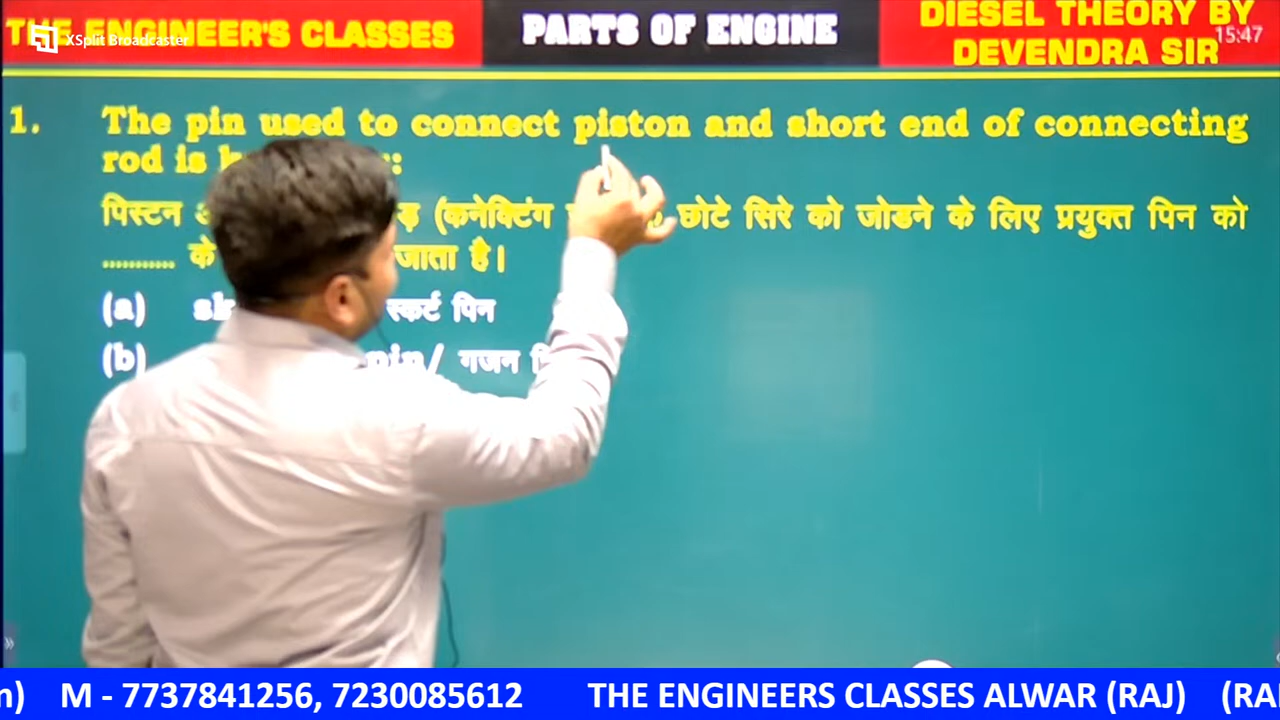 THE ENGINEER'S CLASSES
XSplit Broadcaster
PARTS OF ENGINE
DIESEL THEORY BY
DEVENDRA SIR
15:47
1. The pin used to connect piston and short end of connecting
rod is
पिस्टन (कनेक्टिंग छोटे सिरे को जोडने के लिए प्रयुक्त पिन को
........... के जाता है।
(a) स्कर्ट पिन
(b) pin/ गजन
M - 7737841256, 7230085612 THE ENGINEERS CLASSES ALWAR (RAJ)